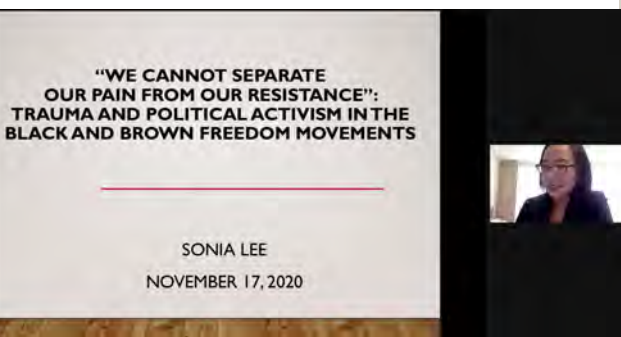 “WE CANNOT SEPARATE
OUR PAIN FROM OUR RESISTANCE”:
TRAUMA AND POLITICAL ACTIVISM IN THE
BLACK AND BROWN FREEDOM MOVEMENTS
SONIA LEE
NOVEMBER 17, 2020